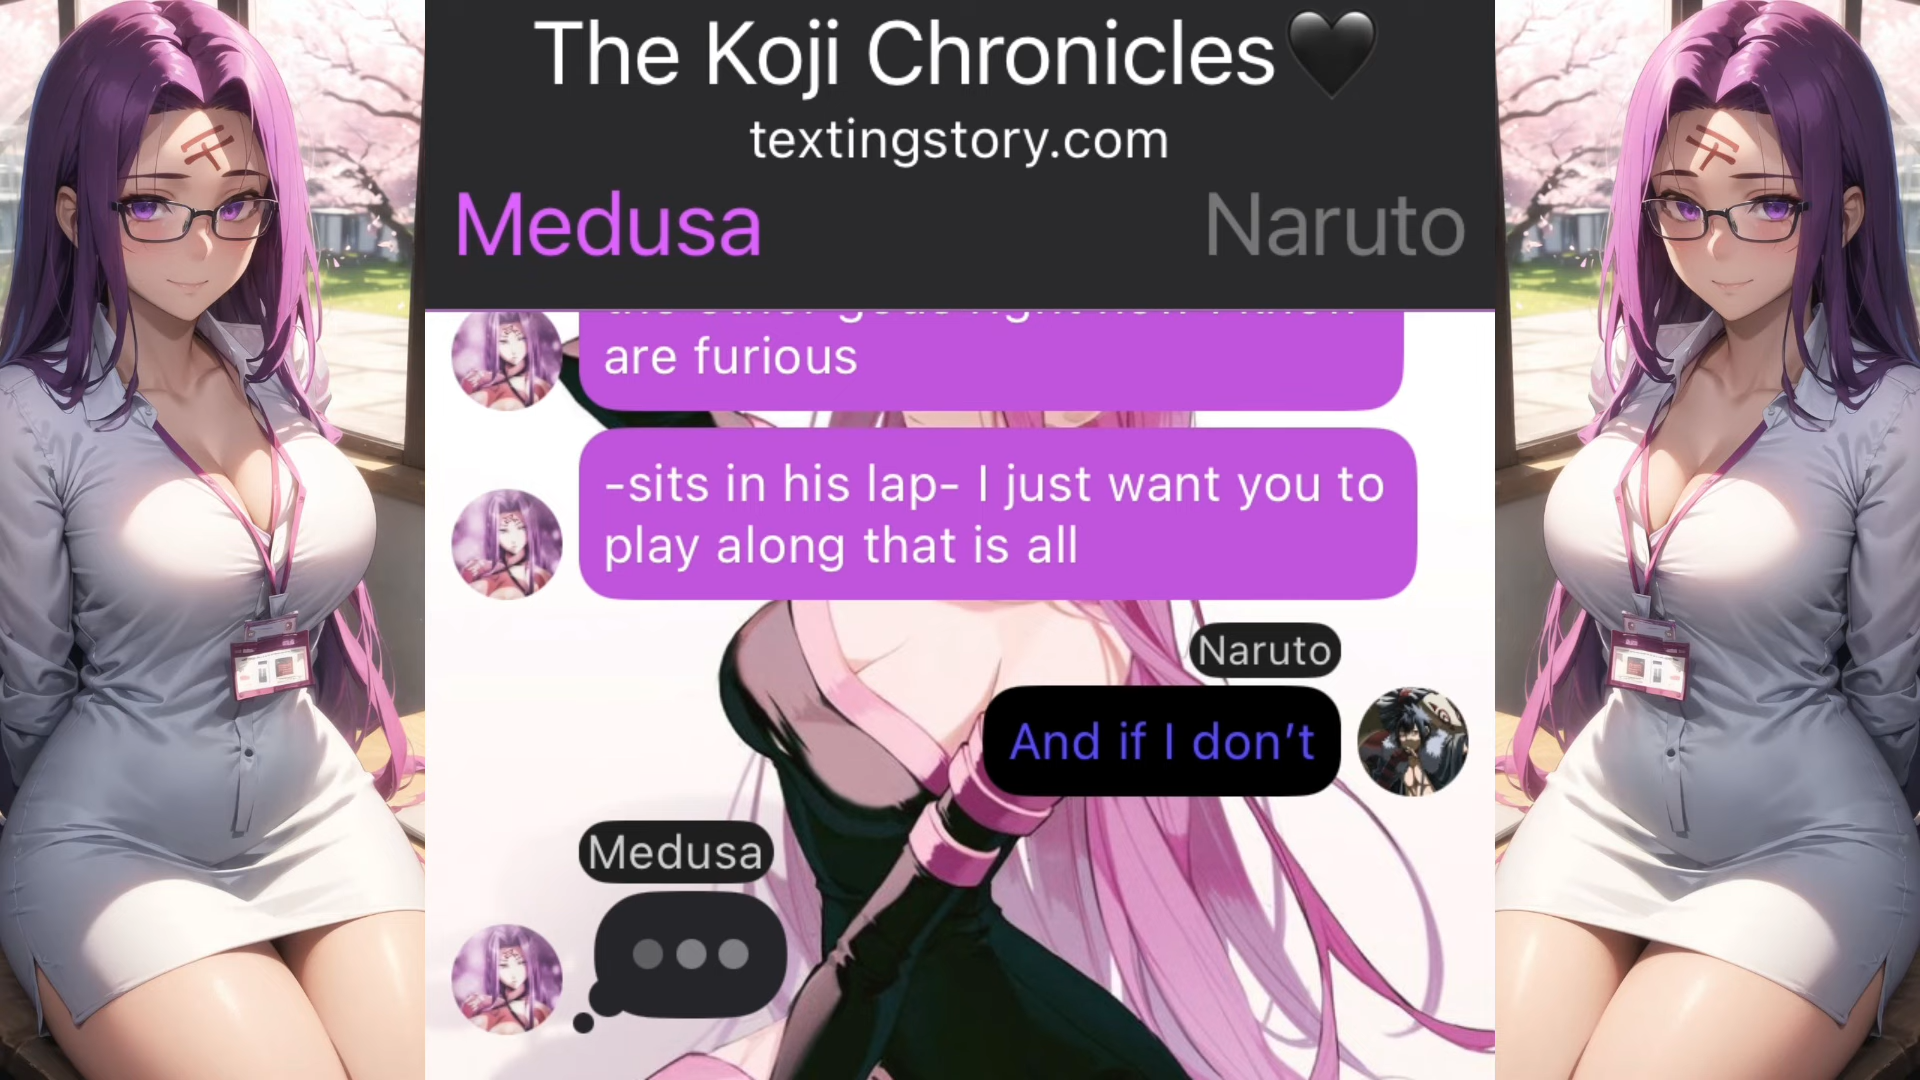 The Koji Chronicles🖤
textingstory.com
Medusa
Naruto
are furious
-sits in his lap- I just want you to
play along that is all
Naruto
And if I don’t
Medusa